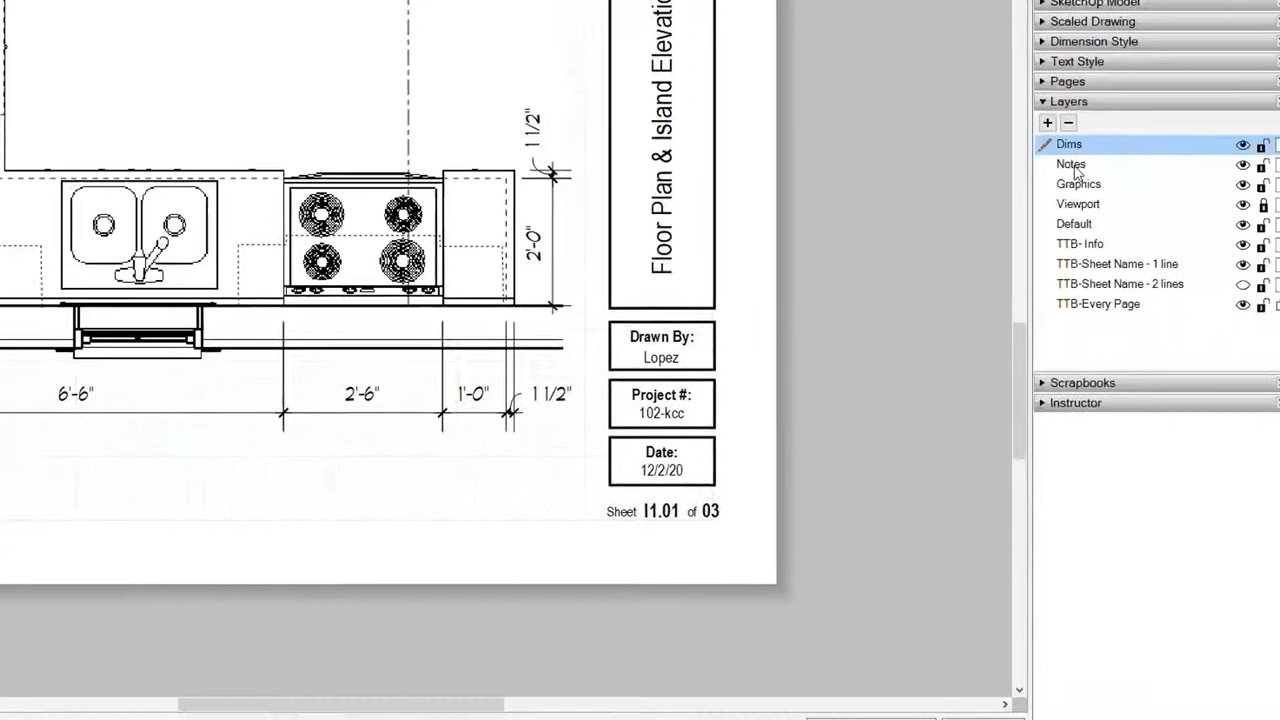 SketchUp Model
Scaled Drawing
Dimension Style
Text Style
Pages
Layers
+ −
Dims
Notes
Graphics
Viewport
Default
TTB- Info
TTB-Sheet Name - 1 line
TTB-Sheet Name - 2 lines
TTB-Every Page
Scrapbooks
Instructor
Floor Plan & Island Elevatio
1 1/2"
2'-0"
6'-6"
2'-6"
1'-0"
1 1/2"
Drawn By:
Lopez
Project #:
102-kcc
Date:
12/2/20
Sheet I1.01 of 03